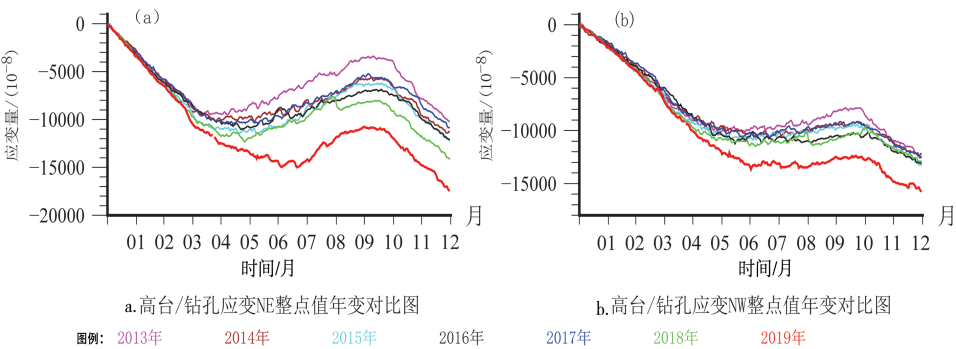 (a)
0
−5000
−10000
−15000
−20000
应变量/(10⁻⁸)
01 02 03 04 05 06 07 09 10 11 12 月
时间/月
a.高台/钻孔应变NE整点值年变对比图
(b)
0
−5000
−10000
−15000
应变量/(10⁻⁸)
01 02 03 04 05 06 07 08 09 10 11 12 月
时间/月
b.高台/钻孔应变NW整点值年变对比图
图例： 2013年 2014年 2015年 2016年 2017年 2018年 2019年